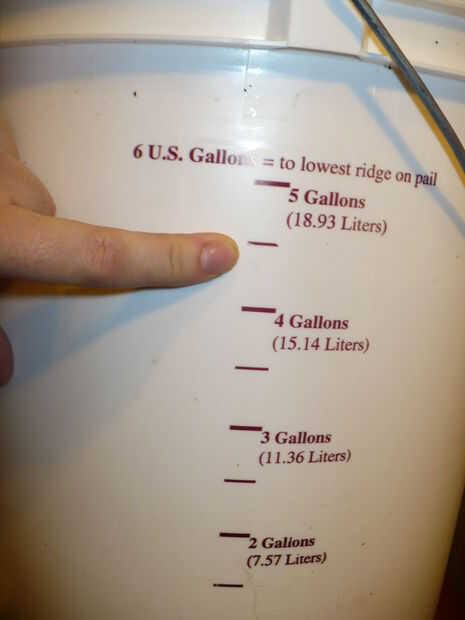 6 U.S. Gallons = to lowest ridge on pail
5 Gallons
(18.93 Liters)
4 Gallons
(15.14 Liters)
3 Gallons
(11.36 Liters)
2 Gallons
(7.57 Liters)